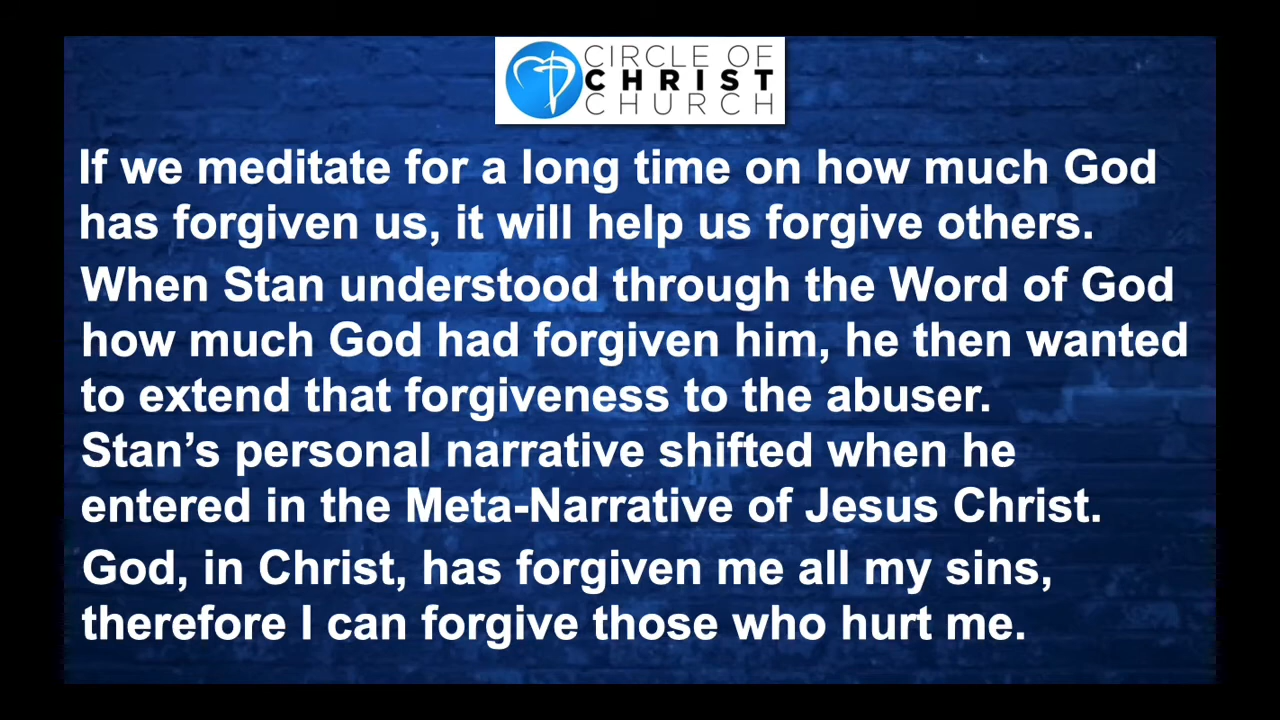 CIRCLE OF
CHRIST
CHURCH
If we meditate for a long time on how much God
has forgiven us, it will help us forgive others.
When Stan understood through the Word of God
how much God had forgiven him, he then wanted
to extend that forgiveness to the abuser.
Stan’s personal narrative shifted when he
entered in the Meta-Narrative of Jesus Christ.
God, in Christ, has forgiven me all my sins,
therefore I can forgive those who hurt me.